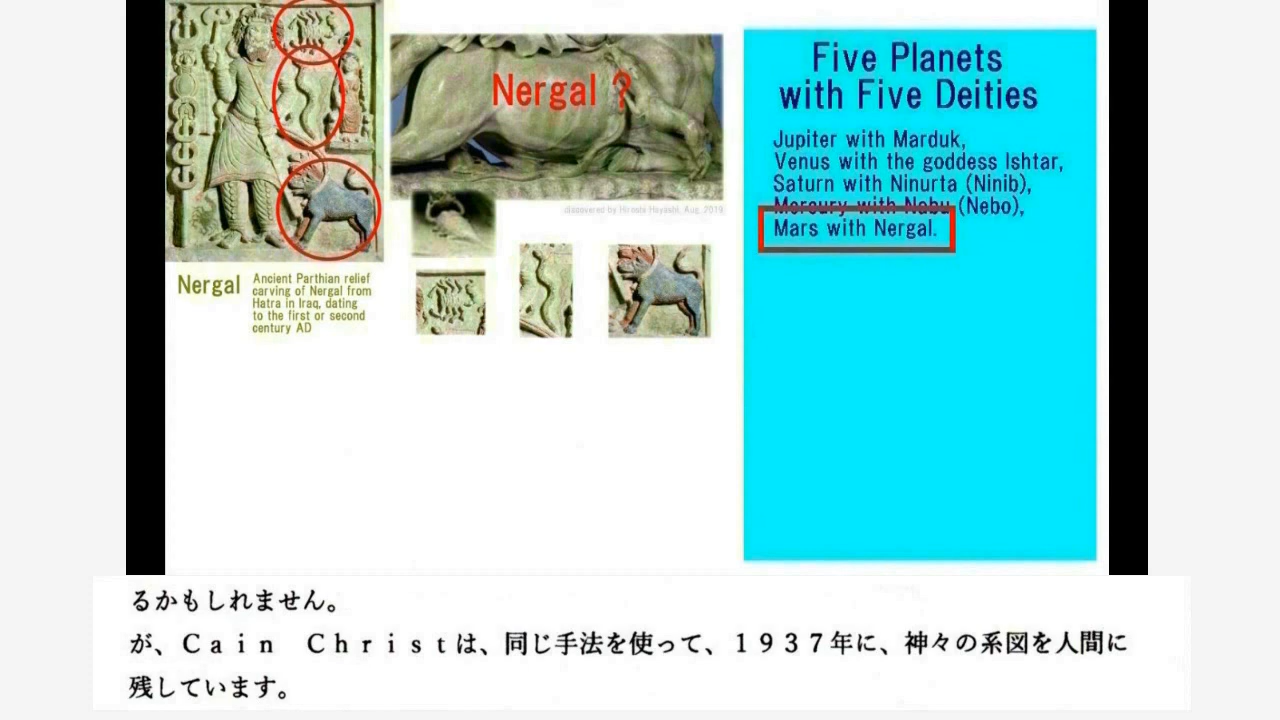 Nergal ?
discovered by Hiroshi Hayashi, Aug. 2019
Nergal
Ancient Parthian relief
carving of Nergal from
Hatra in Iraq, dating
to the first or second
century AD
Five Planets
with Five Deities
Jupiter with Marduk,
Venus with the goddess Ishtar,
Saturn with Ninurta (Ninib),
Mercury with Nabu (Nebo),
Mars with Nergal.
るかもしれません。
が、Ｃａｉｎ　Ｃｈｒｉｓｔは、同じ手法を使って、１９３７年に、神々の系図を人間に
残しています。